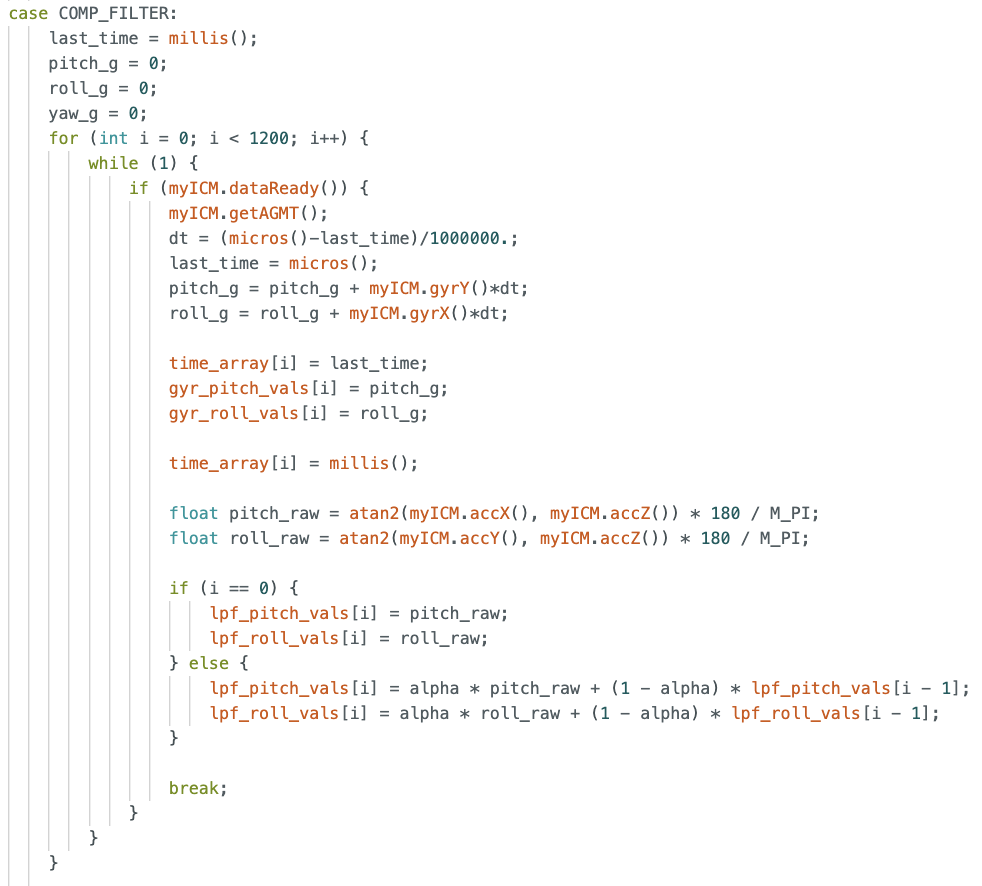 case COMP_FILTER:
    last_time = millis();
    pitch_g = 0;
    roll_g = 0;
    yaw_g = 0;
    for (int i = 0; i < 1200; i++) {
        while (1) {
            if (myICM.dataReady()) {
                myICM.getAGMT();
                dt = (micros()-last_time)/1000000.;
                last_time = micros();
                pitch_g = pitch_g + myICM.gyrY()*dt;
                roll_g = roll_g + myICM.gyrX()*dt;

                time_array[i] = last_time;
                gyr_pitch_vals[i] = pitch_g;
                gyr_roll_vals[i] = roll_g;

                time_array[i] = millis();

                float pitch_raw = atan2(myICM.accX(), myICM.accZ()) * 180 / M_PI;
                float roll_raw = atan2(myICM.accY(), myICM.accZ()) * 180 / M_PI;

                if (i == 0) {
                    lpf_pitch_vals[i] = pitch_raw;
                    lpf_roll_vals[i] = roll_raw;
                } else {
                    lpf_pitch_vals[i] = alpha * pitch_raw + (1 - alpha) * lpf_pitch_vals[i - 1];
                    lpf_roll_vals[i] = alpha * roll_raw + (1 - alpha) * lpf_roll_vals[i - 1];
                }

                break;
            }
        }
    }